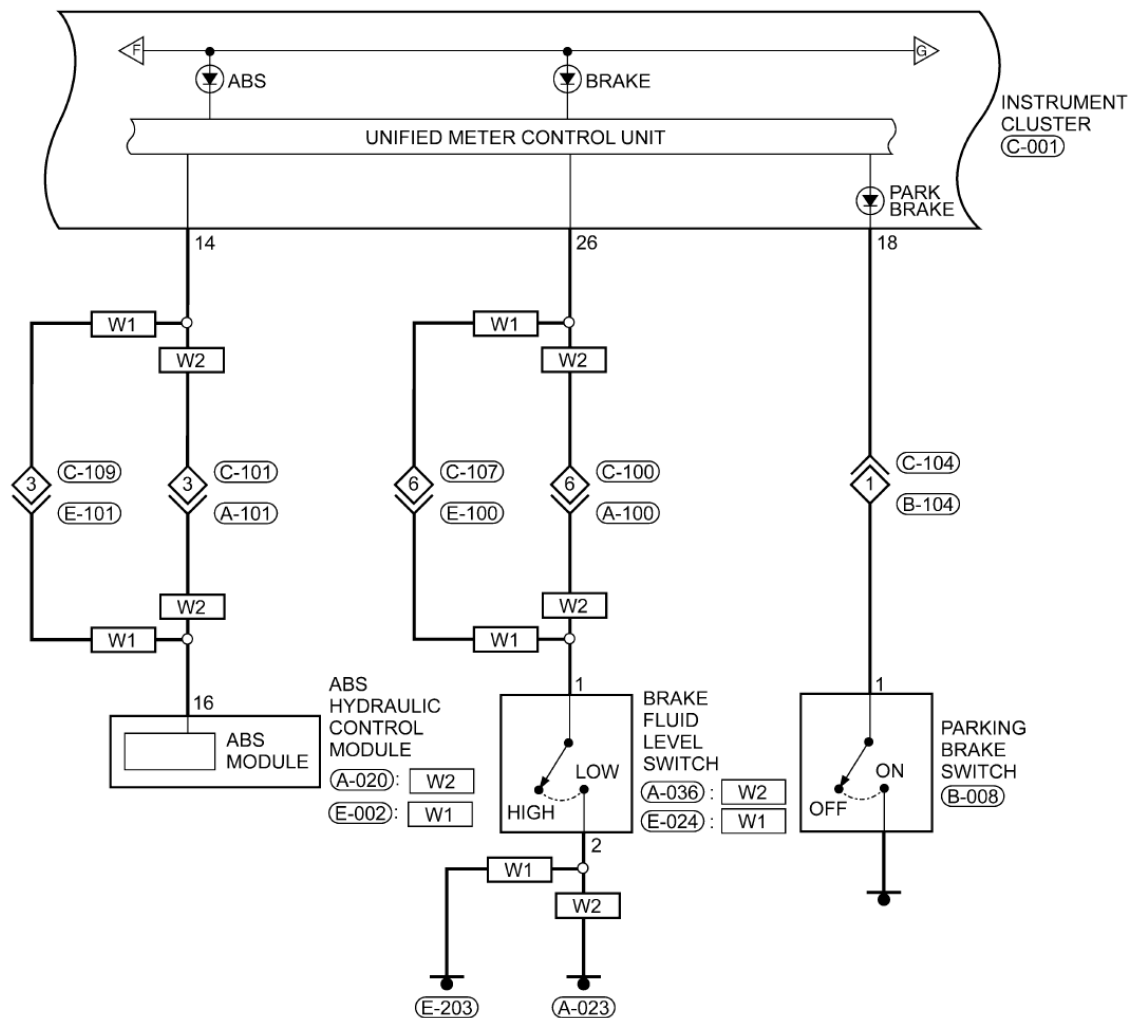 F
G
ABS
BRAKE
UNIFIED METER CONTROL UNIT
INSTRUMENT
CLUSTER
C-001
PARK
BRAKE
14
26
18
W1
W2
W1
W2
3
C-109
E-101
3
C-101
A-101
6
C-107
E-100
6
C-100
A-100
1
C-104
B-104
W2
W1
W2
W1
16
ABS
MODULE
ABS
HYDRAULIC
CONTROL
MODULE
A-020: W2
E-002: W1
1
LOW
HIGH
2
BRAKE
FLUID
LEVEL
SWITCH
A-036 : W2
E-024 : W1
1
ON
OFF
PARKING
BRAKE
SWITCH
B-008
W1
W2
E-203
A-023